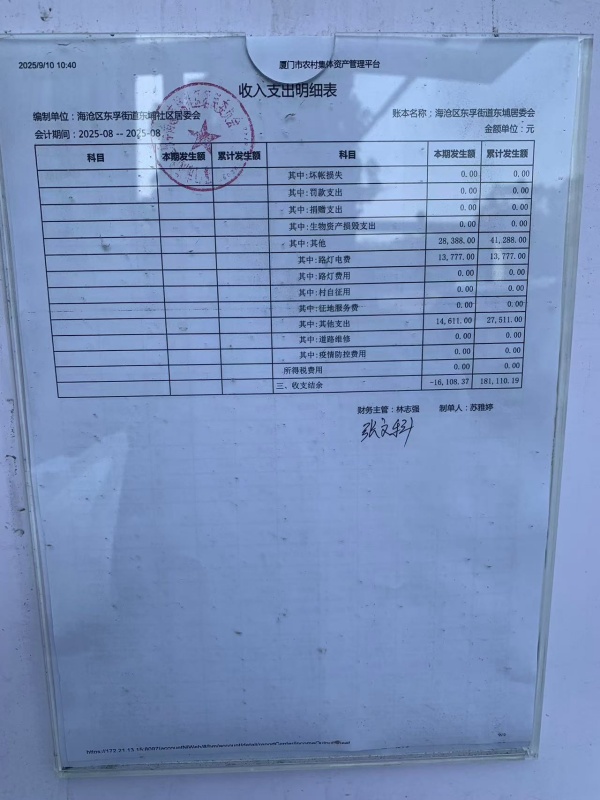 2025/9/10 10:40 厦门市农村集体资产管理平台
收入支出明细表
编制单位：海沧区东孚街道东埔社区居委会 账本名称：海沧区东孚街道东埔居委会
会计期间：2025-08 -- 2025-08 金额单位：元
科目 本期发生额 累计发生额 科目 本期发生额 累计发生额
其中:坏帐损失 0.00 0.00
其中:罚款支出 0.00 0.00
其中:捐赠支出 0.00 0.00
其中:生物资产损毁支出 0.00 0.00
其中:其他 28,388.00 41,288.00
其中:路灯电费 13,777.00 13,777.00
其中:路灯费用 0.00 0.00
其中:村自征用 0.00 0.00
其中:征地服务费 0.00 0.00
其中:其他支出 14,611.00 27,511.00
其中:道路维修 0.00 0.00
其中:疫情防控费用 0.00 0.00
所得税费用 0.00 0.00
三、收支结余 -16,108.37 181,110.19
财务主管：林志强 制单人：苏雅婷